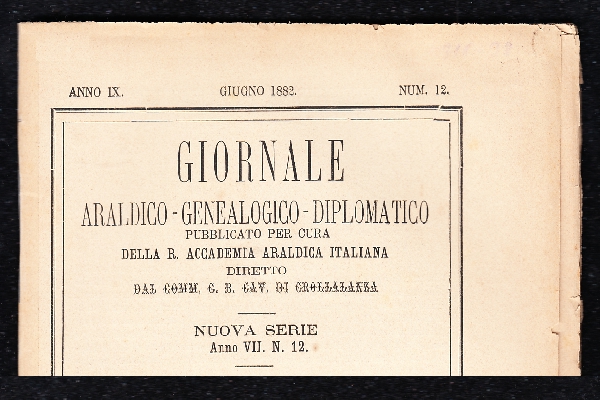 ANNO IX. GIUGNO 1882. NUM. 12.
GIORNALE
ARALDICO - GENEALOGICO - DIPLOMATICO
PUBBLICATO PER CURA
DELLA R. ACCADEMIA ARALDICA ITALIANA
DIRETTO
DAL COMM. G. B. CAV. DI CROLLALANZA
NUOVA SERIE
Anno VII. N. 12.